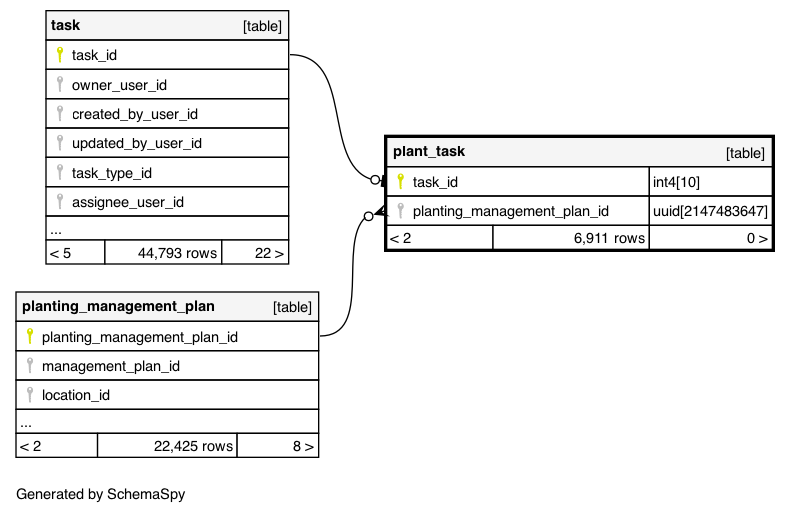 task [table]
task_id
owner_user_id
created_by_user_id
updated_by_user_id
task_type_id
assignee_user_id
...
< 5 44,793 rows 22 >
plant_task [table]
task_id int4[10]
planting_management_plan_id uuid[2147483647]
< 2 6,911 rows 0 >
planting_management_plan [table]
planting_management_plan_id
management_plan_id
location_id
...
< 2 22,425 rows 8 >
Generated by SchemaSpy